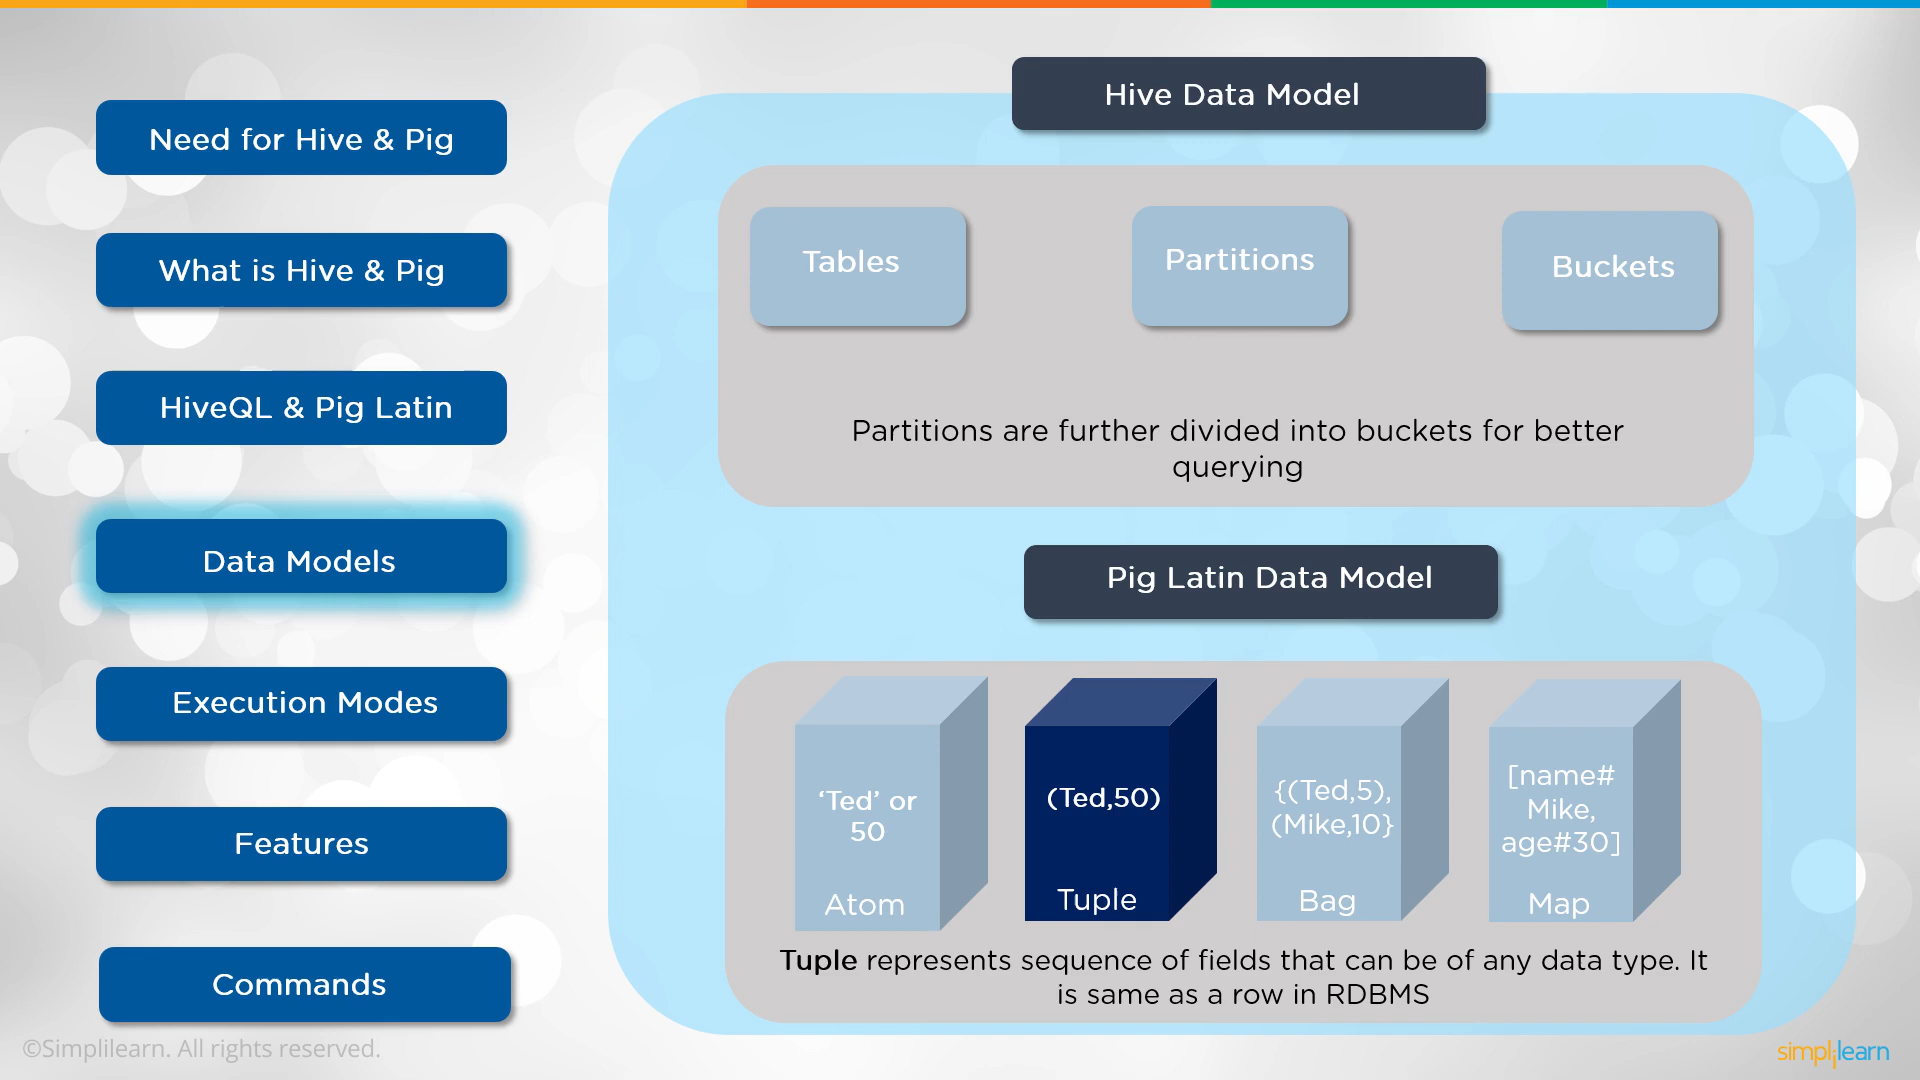 Need for Hive & Pig
What is Hive & Pig
HiveQL & Pig Latin
Data Models
Execution Modes
Features
Commands
Hive Data Model
Tables
Partitions
Buckets
Partitions are further divided into buckets for better
querying
Pig Latin Data Model
‘Ted’ or
50
Atom
(Ted,50)
Tuple
{(Ted,5),
(Mike,10}
Bag
[name#
Mike,
age#30]
Map
Tuple represents sequence of fields that can be of any data type. It
is same as a row in RDBMS
©Simplilearn. All rights reserved.
simplilearn